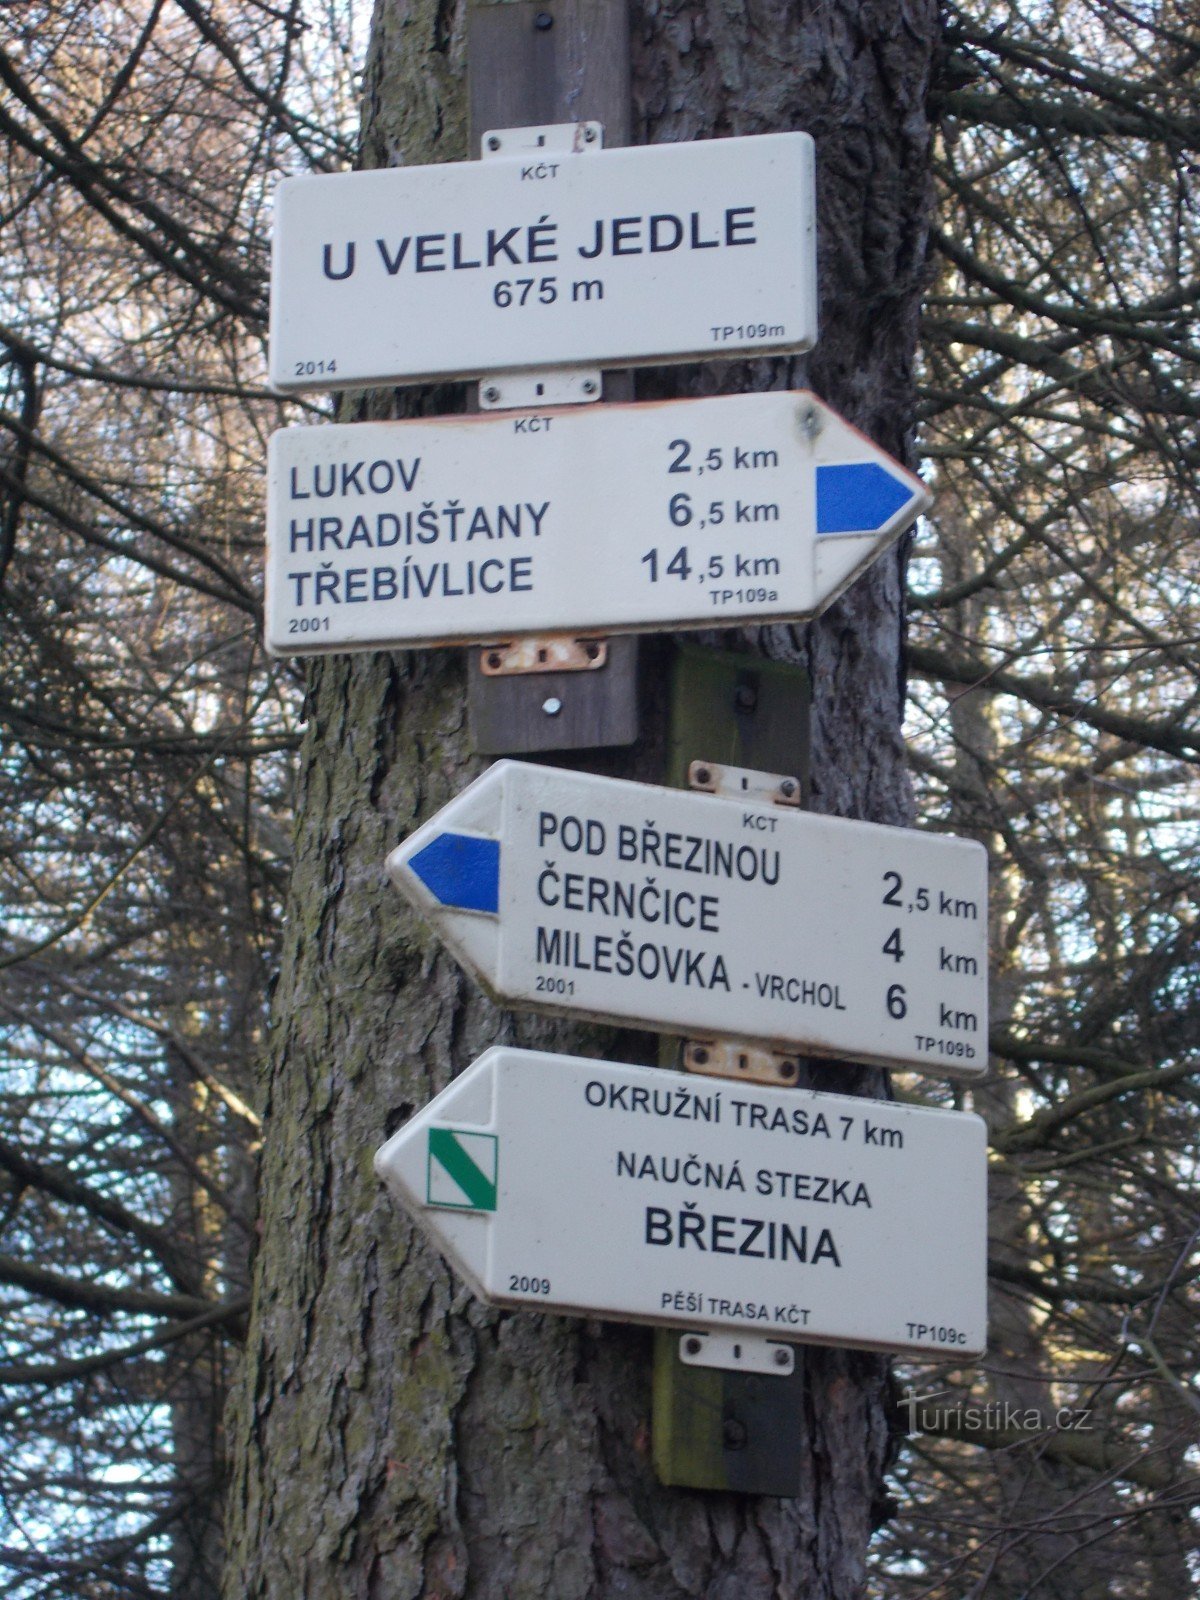 KČT
U VELKÉ JEDLE
675 m
2014 TP109m
KČT
LUKOV 2,5 km
HRADIŠŤANY 6,5 km
TŘEBÍVLICE 14,5 km
2001 TP109a
KČT
POD BŘEZINOU 2,5 km
ČERNČICE 4 km
MILEŠOVKA - VRCHOL 6 km
2001 TP109b
OKRUŽNÍ TRASA 7 km
NAUČNÁ STEZKA
BŘEZINA
2009 PĚŠÍ TRASA KČT TP109c
Turistika.cz